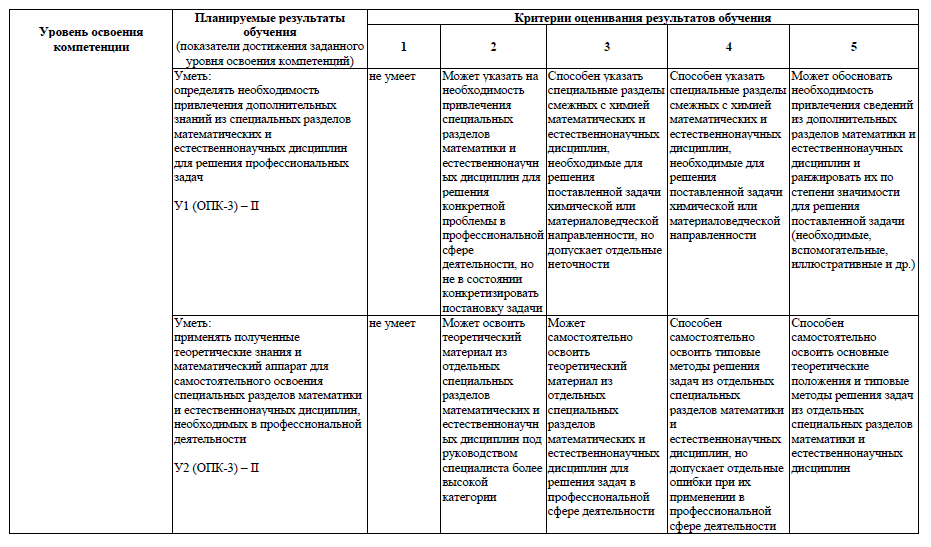 Уровень освоения
компетенции
Планируемые результаты
обучения
(показатели достижения заданного
уровня освоения компетенций)
Критерии оценивания результатов обучения
1
2
3
4
5
Уметь:
определять необходимость
привлечения дополнительных
знаний из специальных разделов
математических и
естественнонаучных дисциплин
для решения профессиональных
задач
У1 (ОПК-3) – II
не умеет
Может указать на
необходимость
привлечения
специальных
разделов
математики и
естественнонаучн
ых дисциплин для
решения
конкретной
проблемы в
профессиональной
сфере
деятельности, но
не в состоянии
конкретизировать
постановку задачи
Способен указать
специальные разделы
смежных с химией
математических и
естественнонаучных
дисциплин,
необходимые для
решения
поставленной задачи
химической или
материаловедческой
направленности, но
допускает отдельные
неточности
Способен указать
специальные разделы
смежных с химией
математических и
естественнонаучных
дисциплин,
необходимые для
решения
поставленной задачи
химической или
материаловедческой
направленности
Может обосновать
необходимость
привлечения сведений
из дополнительных
разделов математики и
естественнонаучных
дисциплин и
ранжировать их по
степени значимости
для решения
поставленной задачи
(необходимые,
вспомогательные,
иллюстративные и др.)
Уметь:
применять полученные
теоретические знания и
математический аппарат для
самостоятельного освоения
специальных разделов математики
и естественнонаучных дисциплин,
необходимых в профессиональной
деятельности
У2 (ОПК-3) – II
не умеет
Может освоить
теоретический
материал из
отдельных
специальных
разделов
математических и
естественнонаучн
ых дисциплин под
руководством
специалиста более
высокой
категории
Может
самостоятельно
освоить
теоретический
материал из
отдельных
специальных
разделов
математических и
естественнонаучных
дисциплин для
решения задач в
профессиональной
сфере деятельности
Способен
самостоятельно
освоить типовые
методы решения
задач из отдельных
специальных
разделов математики
и
естественнонаучных
дисциплин, но
допускает отдельные
ошибки при их
применении в
профессиональной
сфере деятельности
Способен
самостоятельно
освоить основные
теоретические
положения и типовые
методы решения задач
из отдельных
специальных разделов
математики и
естественнонаучных
дисциплин